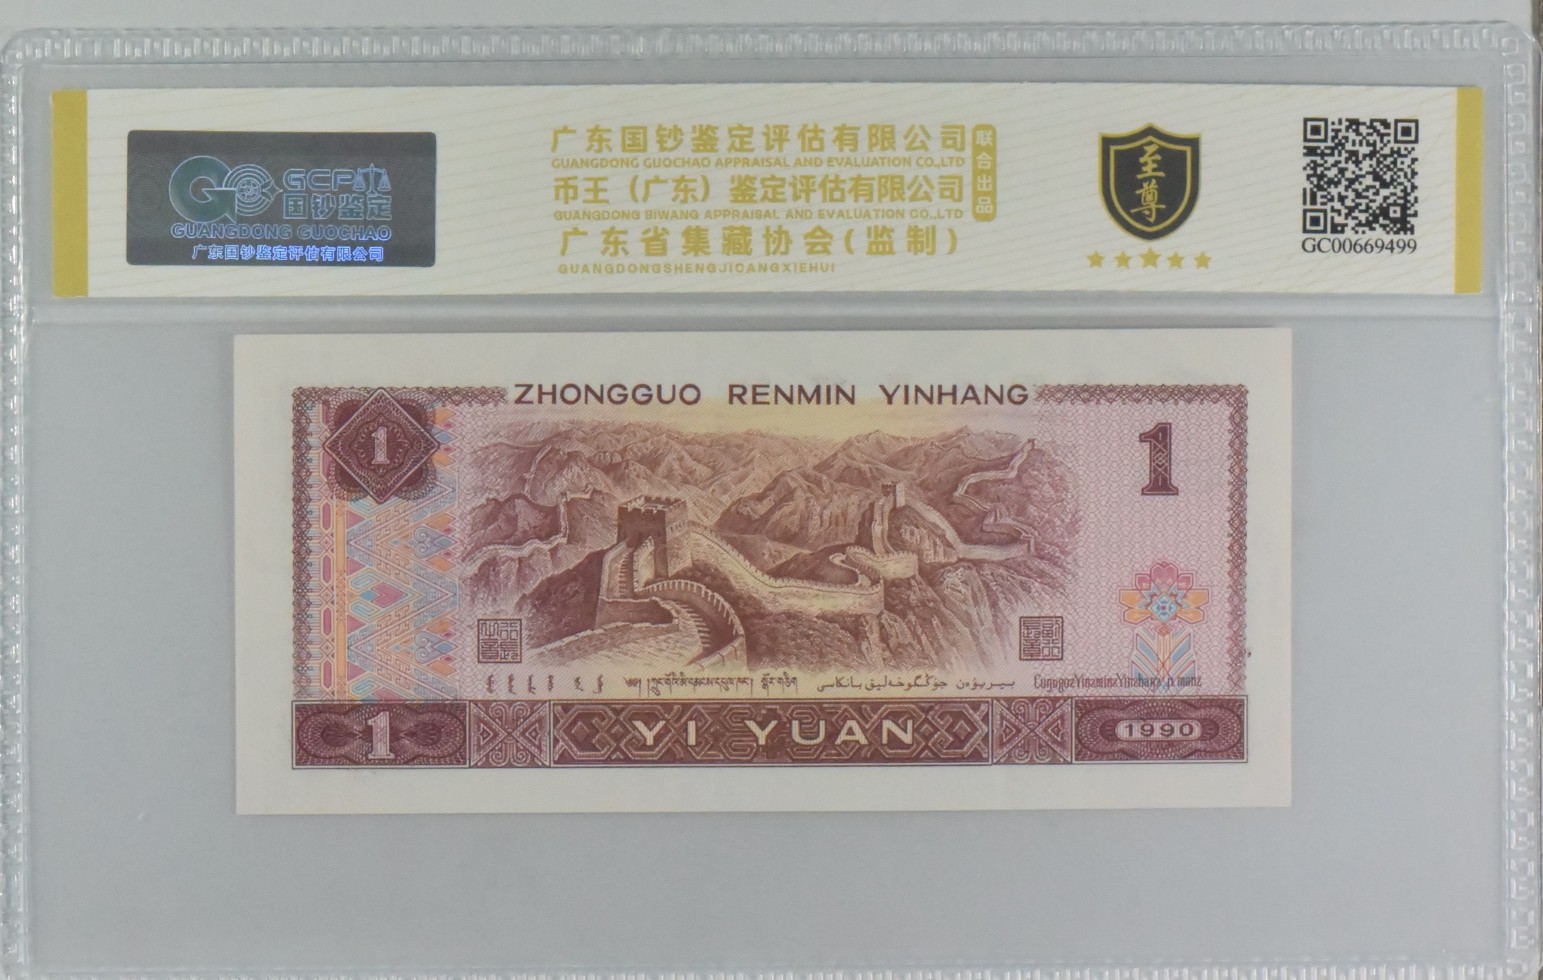 GCP
国钞鉴定
GUANGDONG GUOCHAO
广东国钞鉴定评估有限公司
广东国钞鉴定评估有限公司
GUANGDONG GUOCHAO APPRAISAL AND EVALUATION CO.,LTD
币王（广东）鉴定评估有限公司
GUANGDONG BIWANG APPRAISAL AND EVALUATION CO.,LTD
广东省集藏协会(监制)
GUANGDONGSHENGJICANGXIEHUI
联合出品
至尊
GC00669499
ZHONGGUO RENMIN YINHANG
1
1
1
YI YUAN
1990